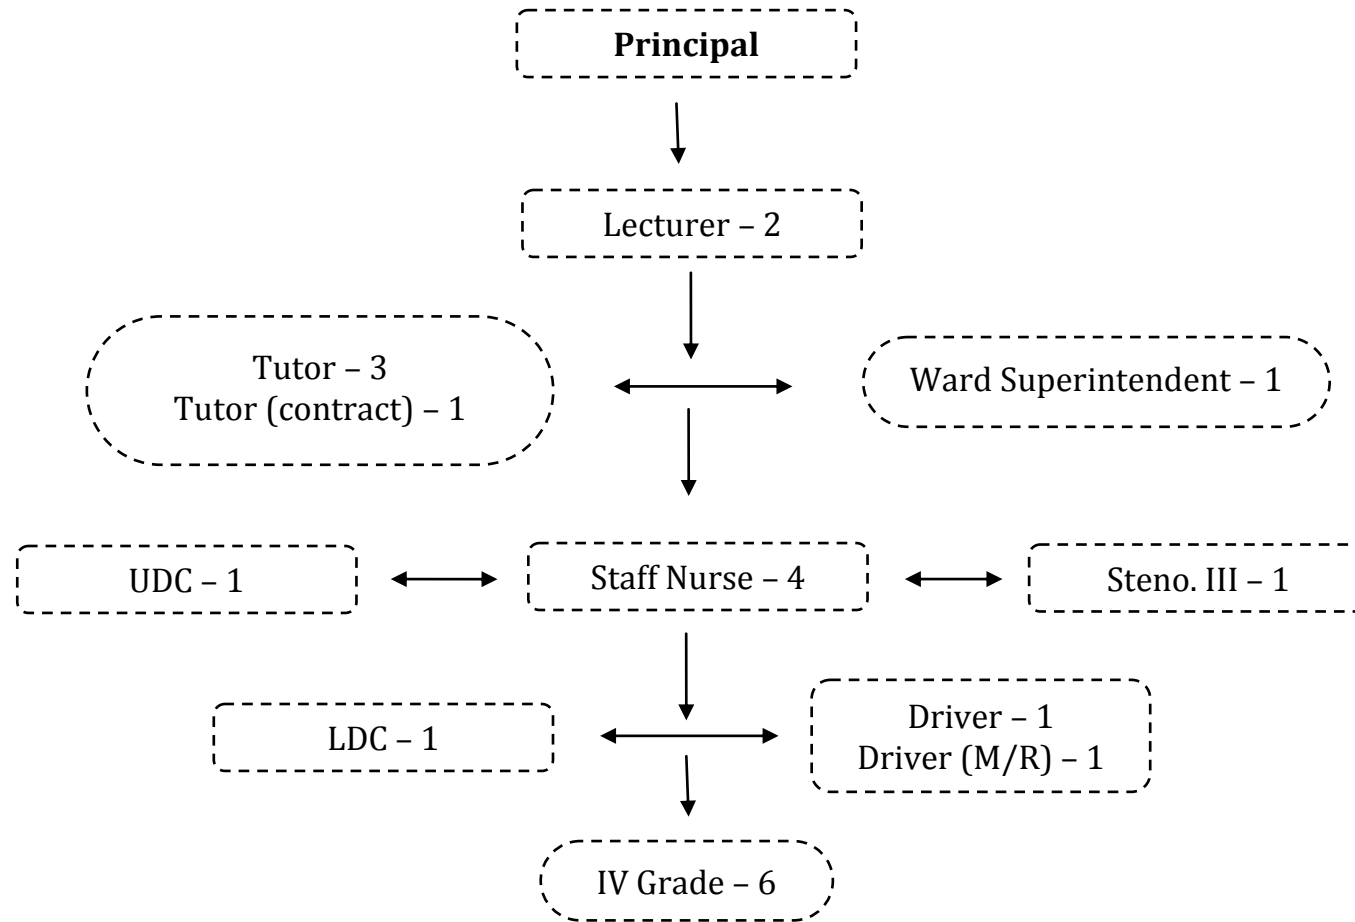 Principal
Lecturer – 2
Tutor – 3
Tutor (contract) – 1
Ward Superintendent – 1
UDC – 1
Staff Nurse – 4
Steno. III – 1
LDC – 1
Driver – 1
Driver (M/R) – 1
IV Grade – 6